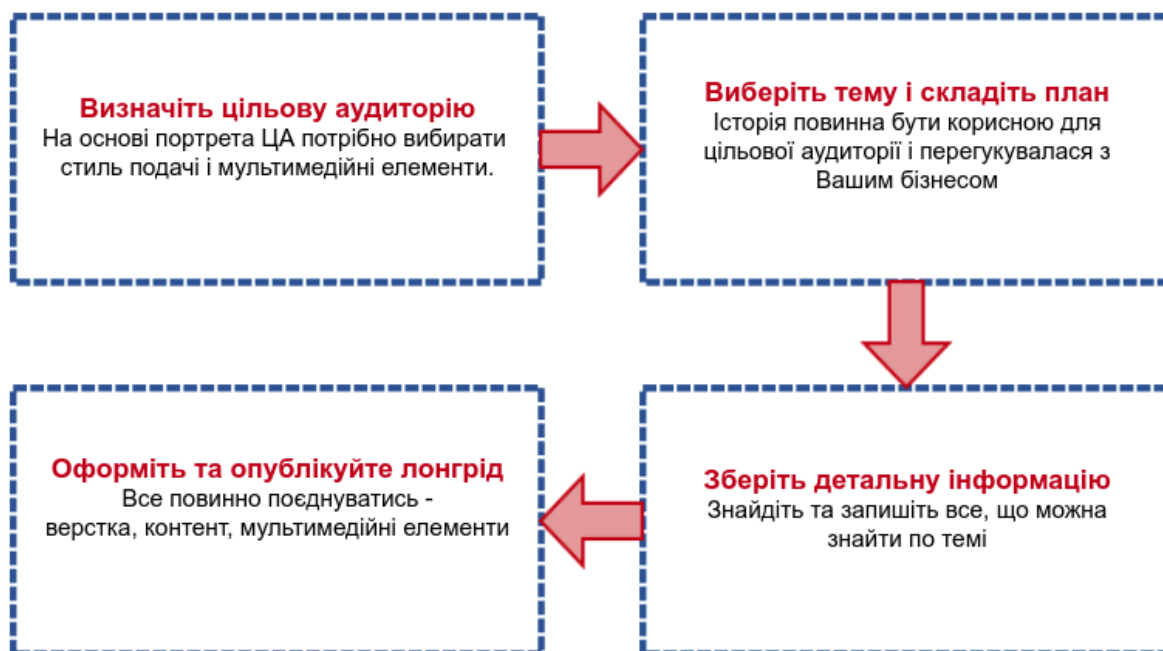 Визначіть цільову аудиторію
На основі портрета ЦА потрібно вибирати
стиль подачі і мультимедійні елементи.
Виберіть тему і складіть план
Історія повинна бути корисною для
цільової аудиторії і перегукувалася з
Вашим бізнесом
Зберіть детальну інформацію
Знайдіть та запишіть все, що можна
знайти по темі
Оформіть та опублікуйте лонгрід
Все повинно поєднуватись -
верстка, контент, мультимедійні елементи